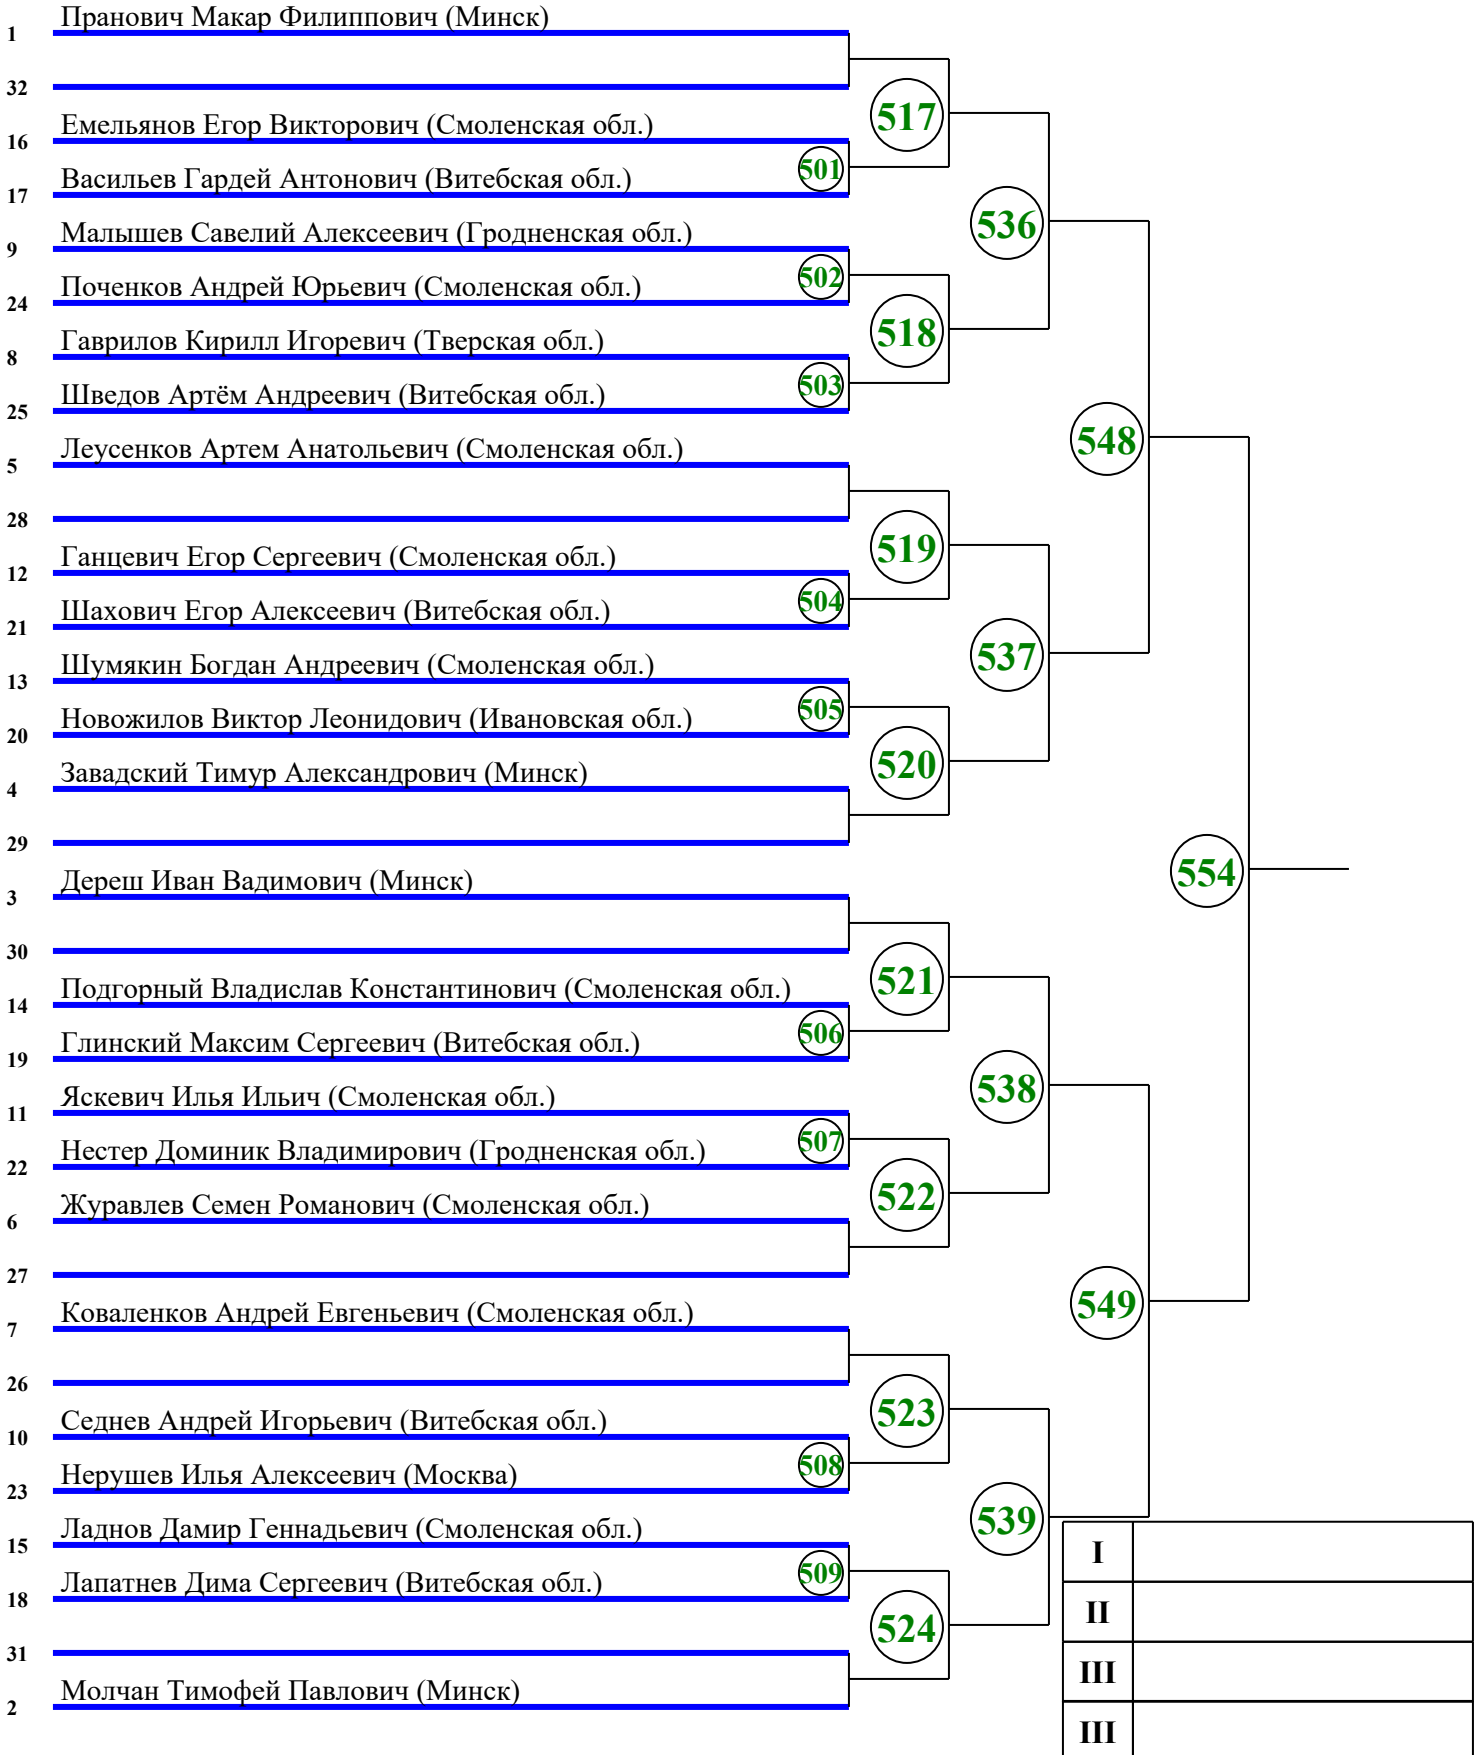 Пранович Макар Филиппович (Минск)
1
32
517
Емельянов Егор Викторович (Смоленская обл.)
16
501
Васильев Гардей Антонович (Витебская обл.)
17
536
Малышев Савелий Алексеевич (Гродненская обл.)
9
502
Поченков Андрей Юрьевич (Смоленская обл.)
24
518
Гаврилов Кирилл Игоревич (Тверская обл.)
8
503
Шведов Артём Андреевич (Витебская обл.)
25
548
Леусенков Артем Анатольевич (Смоленская обл.)
5
28
519
Ганцевич Егор Сергеевич (Смоленская обл.)
12
504
Шахович Егор Алексеевич (Витебская обл.)
21
537
Шумякин Богдан Андреевич (Смоленская обл.)
13
505
Новожилов Виктор Леонидович (Ивановская обл.)
20
520
Завадский Тимур Александрович (Минск)
4
29
554
Дереш Иван Вадимович (Минск)
3
30
521
Подгорный Владислав Константинович (Смоленская обл.)
14
506
Глинский Максим Сергеевич (Витебская обл.)
19
538
Яскевич Илья Ильич (Смоленская обл.)
11
507
Нестер Доминик Владимирович (Гродненская обл.)
22
522
Журавлев Семен Романович (Смоленская обл.)
6
27
549
Коваленков Андрей Евгеньевич (Смоленская обл.)
7
26
523
Седнев Андрей Игорьевич (Витебская обл.)
10
508
Нерушев Илья Алексеевич (Москва)
23
539
Ладнов Дамир Геннадьевич (Смоленская обл.)
15
509
Лапатнев Дима Сергеевич (Витебская обл.)
18
524
31
Молчан Тимофей Павлович (Минск)
2
I
II
III
III